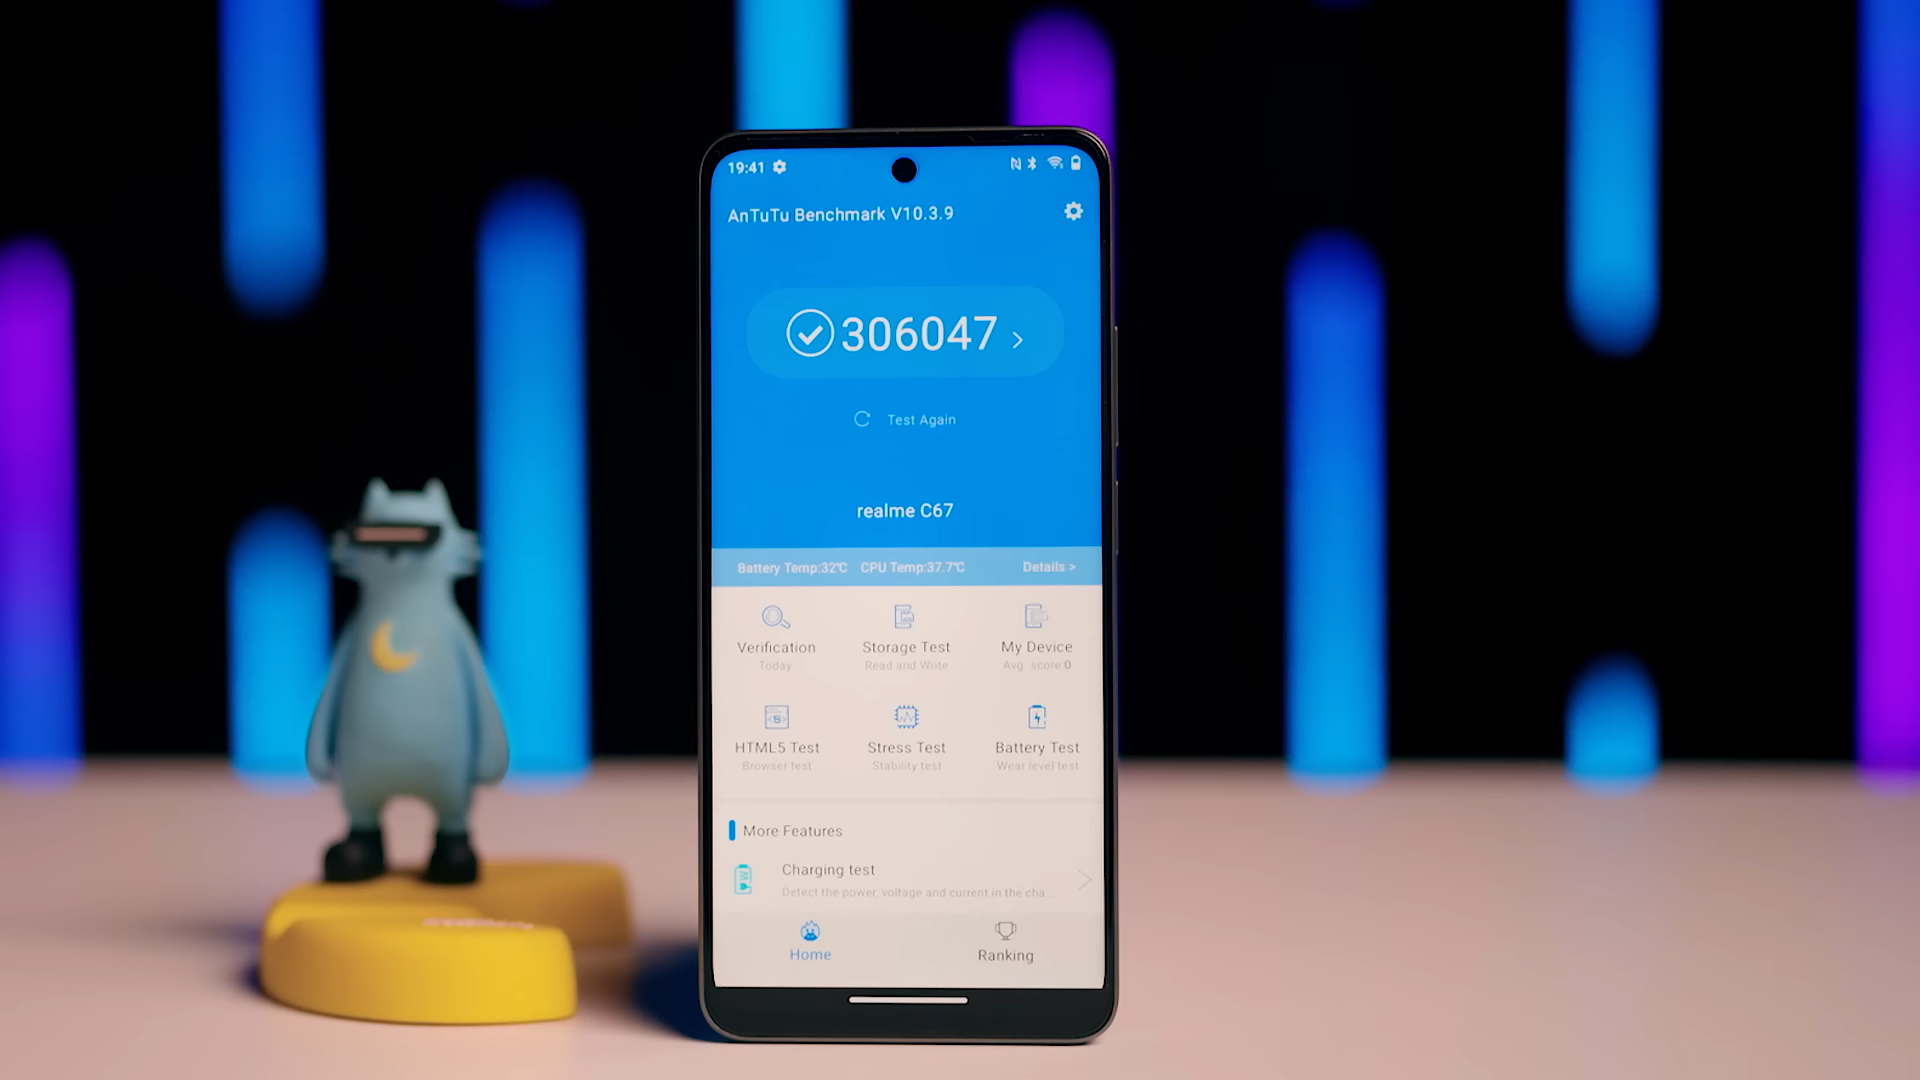 19:41
AnTuTu Benchmark V10.3.9
306047
Test Again
realme C67
Battery Temp:32℃ CPU Temp:37.7℃ Details >
Verification Storage Test My Device
Today Read and Write Avg. score:0
HTML5 Test Stress Test Battery Test
Browser test Stability test Wear level test
More Features
Charging test
Detect the power, voltage and current in the cha...
Home Ranking